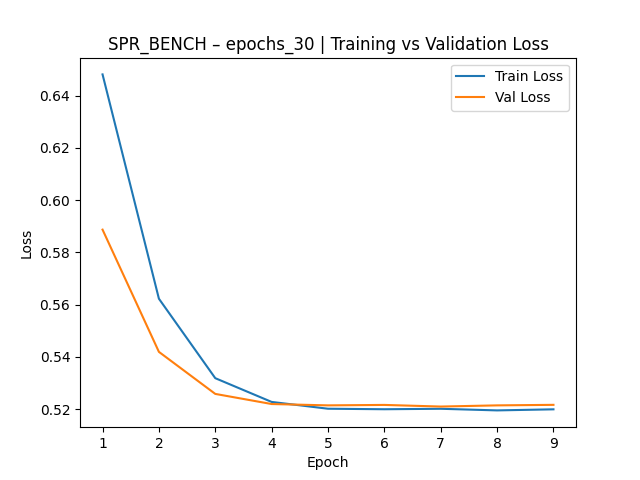 SPR_BENCH – epochs_30 | Training vs Validation Loss
Train Loss
Val Loss
Loss
0.64
0.62
0.60
0.58
0.56
0.54
0.52
1 2 3 4 5 6 7 8 9
Epoch